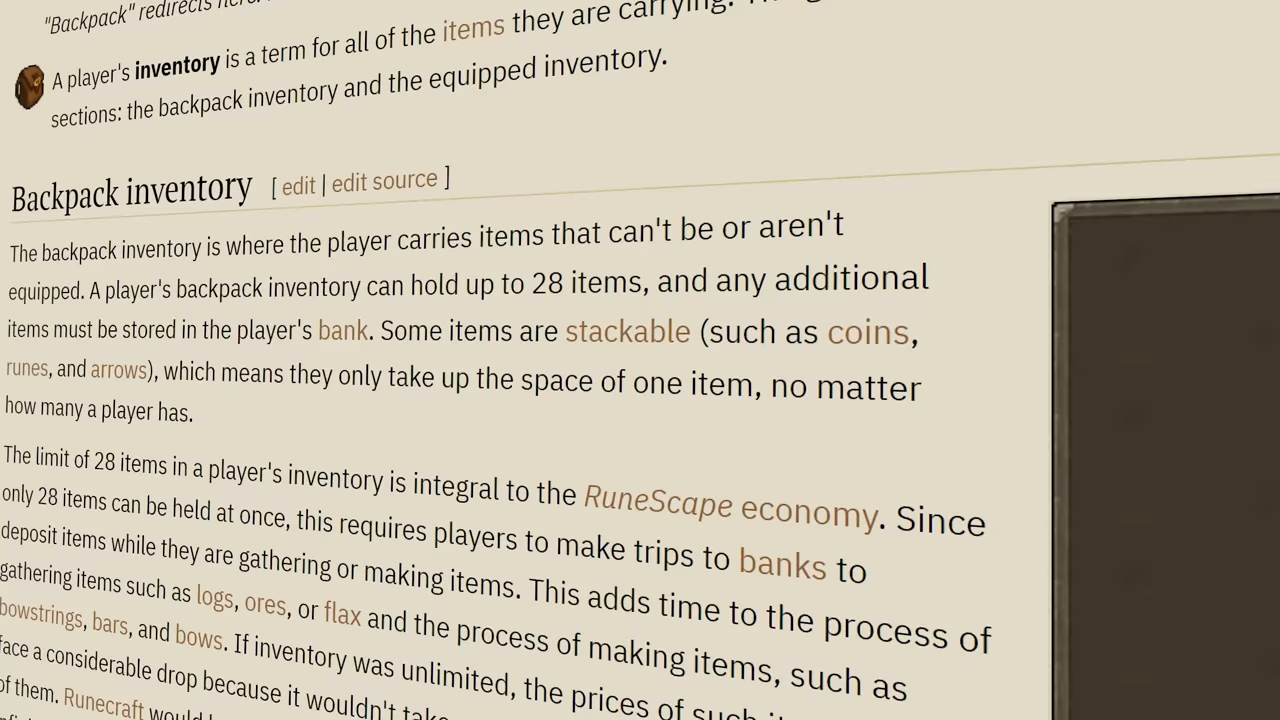 "Backpack" redirects
A player's inventory is a term for all of the items they are carrying.
sections: the backpack inventory and the equipped inventory.
Backpack inventory [ edit | edit source ]
The backpack inventory is where the player carries items that can't be or aren't
equipped. A player's backpack inventory can hold up to 28 items, and any additional
items must be stored in the player's bank. Some items are stackable (such as coins,
runes, and arrows), which means they only take up the space of one item, no matter
how many a player has.
The limit of 28 items in a player's inventory is integral to the RuneScape economy. Since
only 28 items can be held at once, this requires players to make trips to banks to
deposit items while they are gathering or making items. This adds time to the process of
gathering items such as logs, ores, or flax and the process of making items, such as
bowstrings, bars, and bows. If inventory was unlimited, the prices of such
face a considerable drop because it wouldn't take
of them. Runecraft would